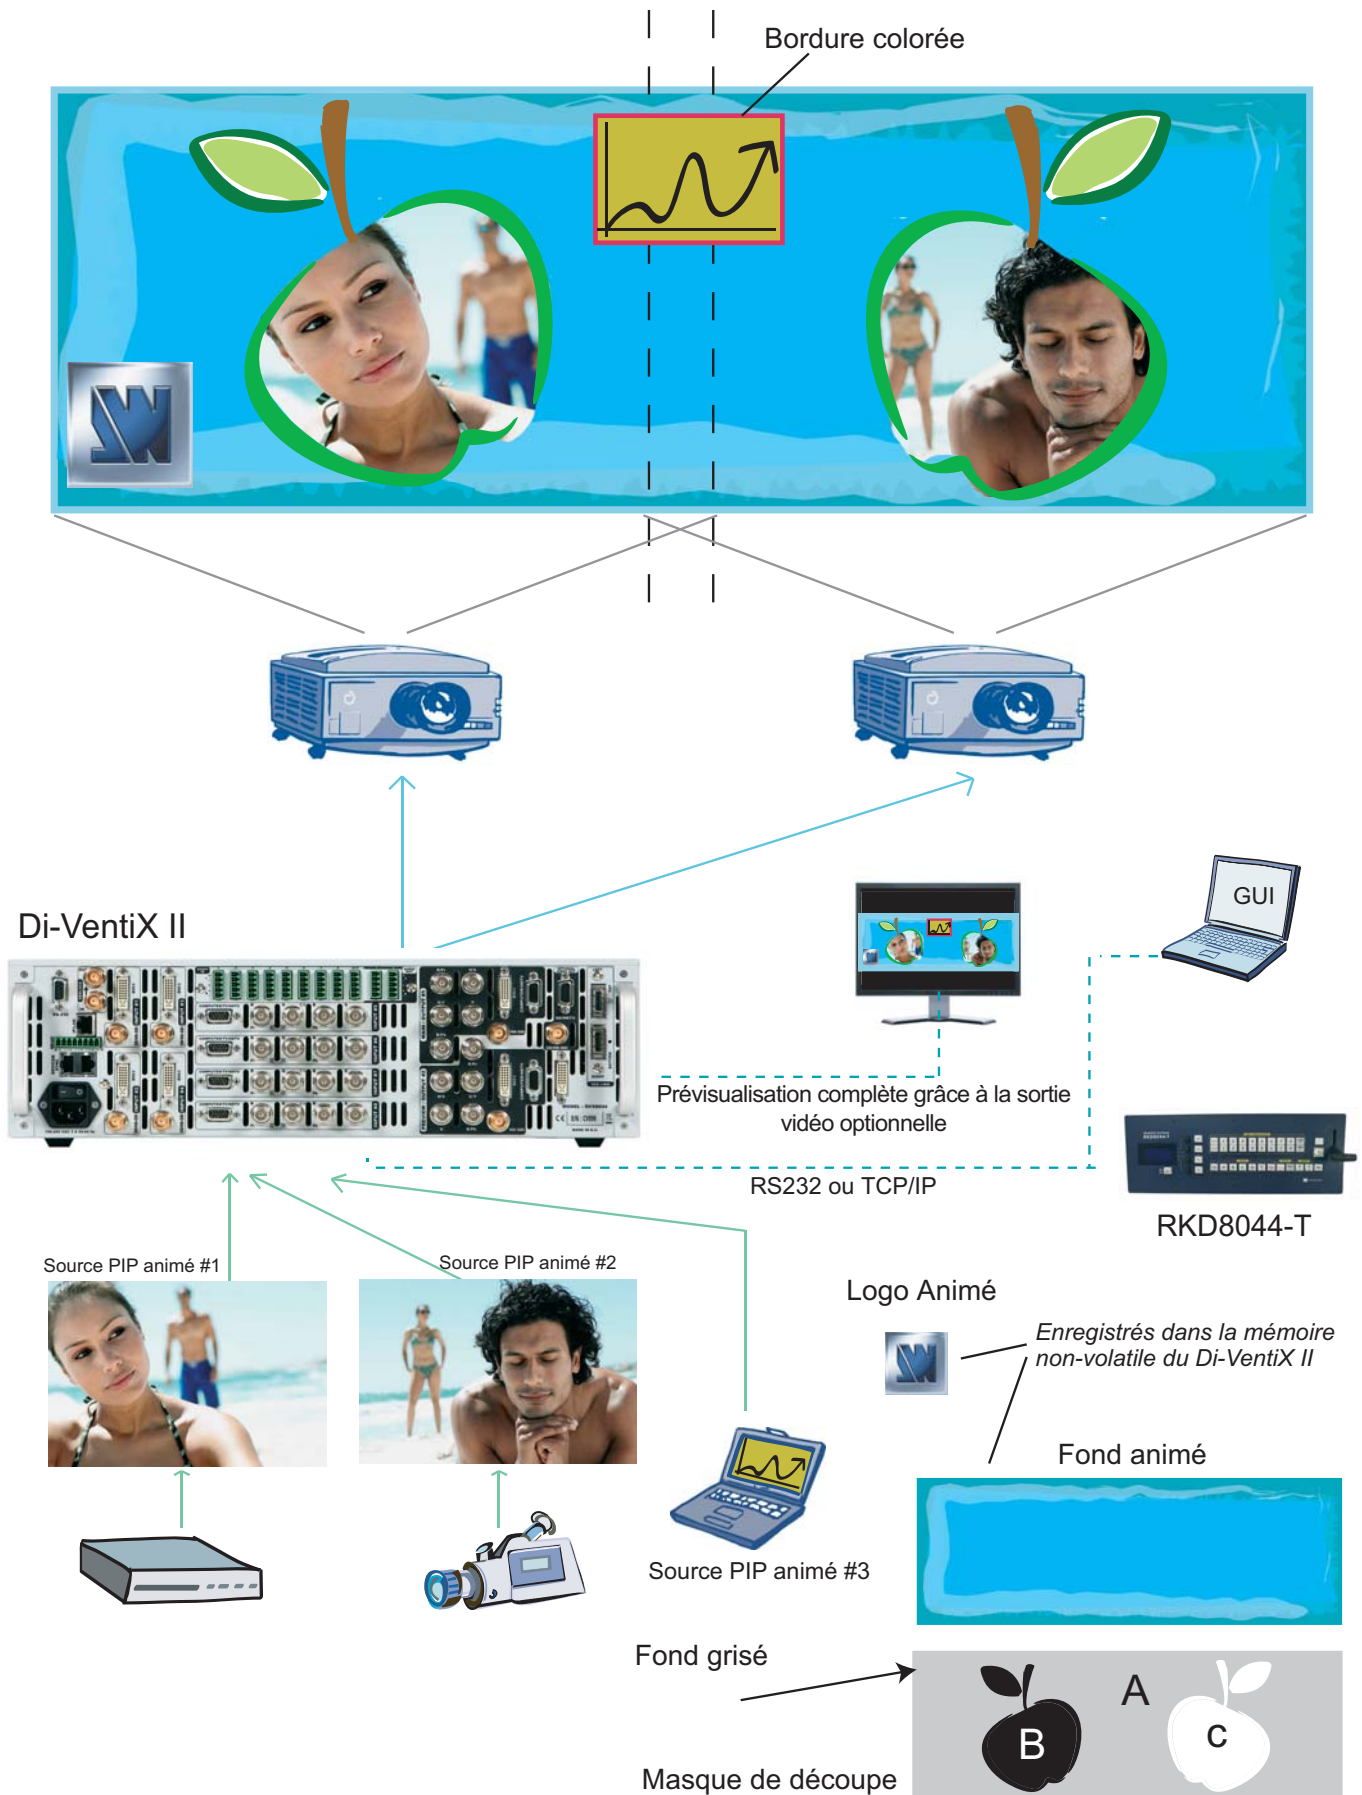 Bordure colorée
Di-VentiX II
GUI
Prévisualisation complète grâce à la sortie
vidéo optionnelle
RS232 ou TCP/IP
RKD8044-T
Source PIP animé #1
Source PIP animé #2
Logo Animé
Enregistrés dans la mémoire
non-volatile du Di-VentiX II
Fond animé
Source PIP animé #3
Fond grisé
A
B
c
Masque de découpe